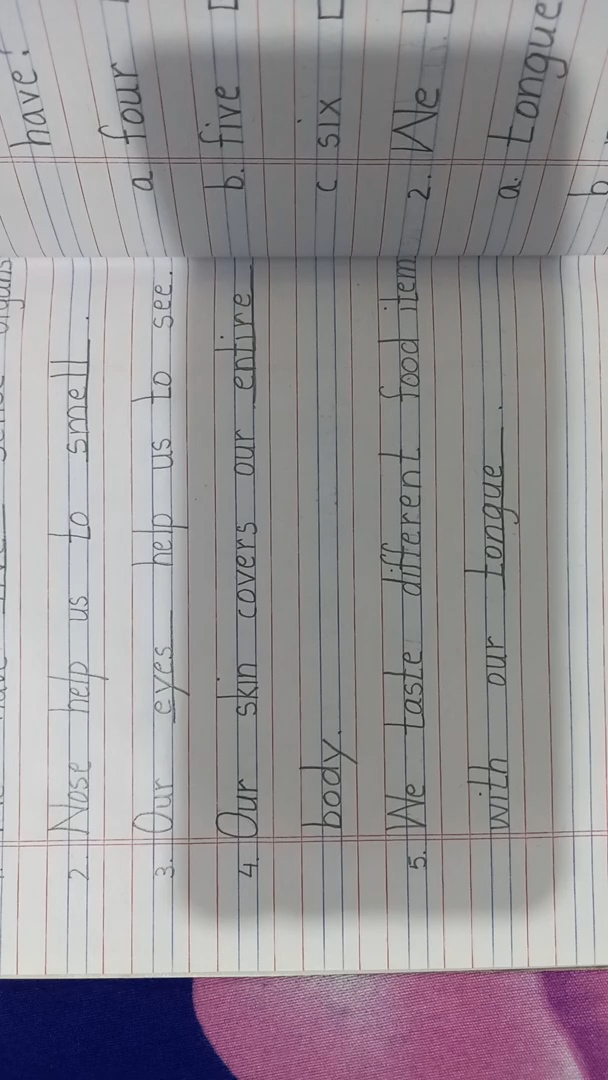 2. Nose help us to smell.
3. Our eyes help us to see.
4. Our skin covers our entire
body.
5. We taste different food item
with our tongue.
have?
a four
b. five
c six
2. We
a. tongue
b